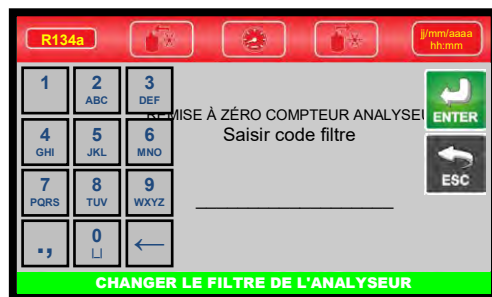 R134a
jj/mm/aaaa
hh:mm
1
2
ABC
3
DEF
REMISE À ZÉRO COMPTEUR ANALYSEU
ENTER
4
GHI
5
JKL
6
MNO
Saisir code filtre
7
PQRS
8
TUV
9
WXYZ
ESC
.,
0
CHANGER LE FILTRE DE L'ANALYSEUR